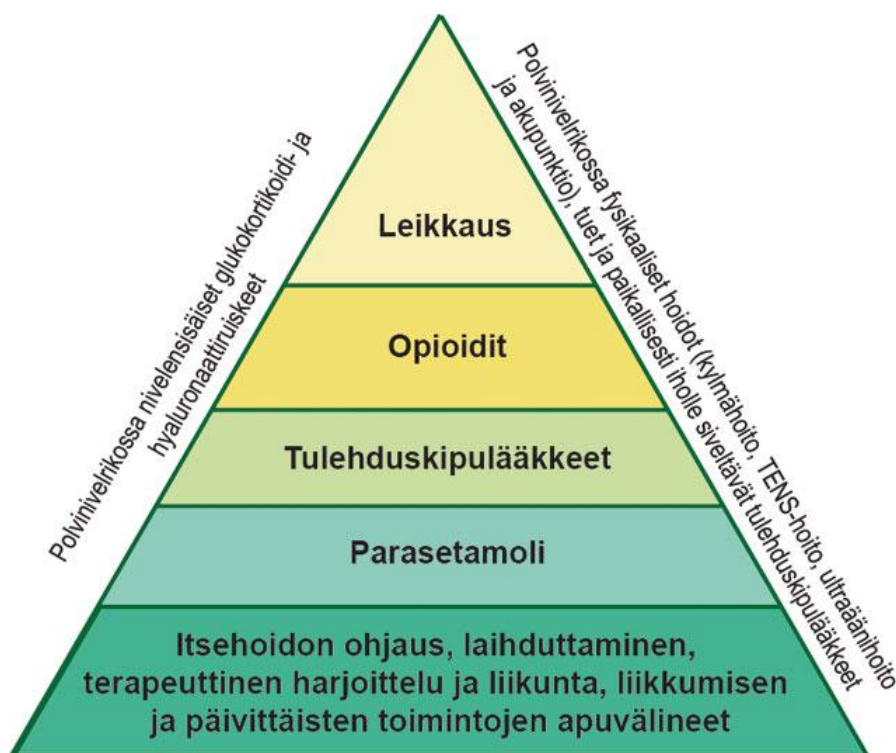 Polvinivelrikossa nivelensisäiset glukokortikoidi- ja
hyaluronaattiruiskeet
Polvinivelrikossa fysikaaliset hoidot (kylmähoito, TENS-hoito, ultraäänihoito
ja akupunktio), tuet ja paikallisesti iholle siveltävät tulehduskipulääkkeet
Leikkaus
Opioidit
Tulehduskipulääkkeet
Parasetamoli
Itsehoidon ohjaus, laihduttaminen,
terapeuttinen harjoittelu ja liikunta, liikkumisen
ja päivittäisten toimintojen apuvälineet